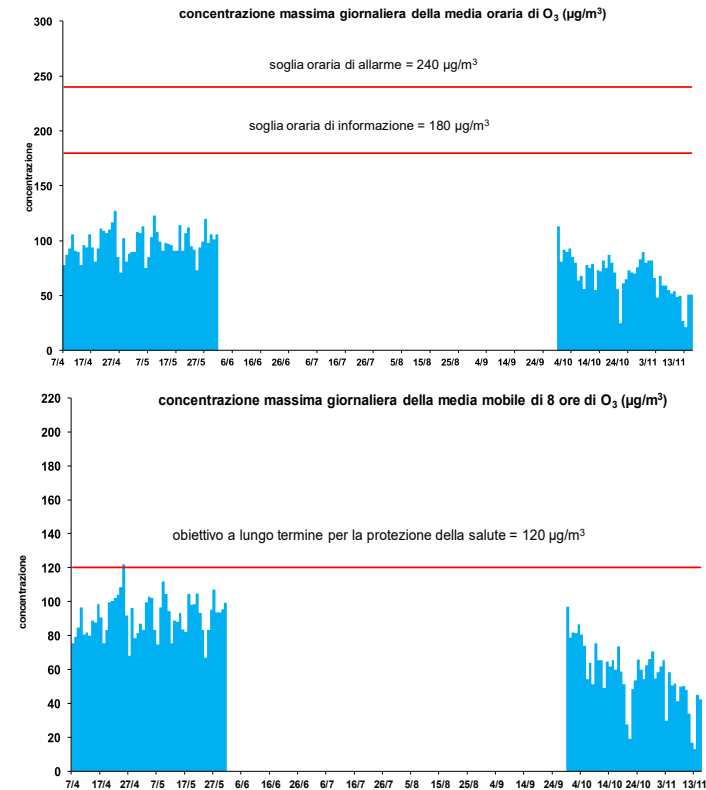 concentrazione massima giornaliera della media oraria di O₃ (µg/m³)
300
250
200
150
100
50
0
concentrazione
soglia oraria di allarme = 240 µg/m³
soglia oraria di informazione = 180 µg/m³
7/4 17/4 27/4 7/5 17/5 27/5 6/6 16/6 26/6 6/7 16/7 26/7 5/8 15/8 25/8 4/9 14/9 24/9 4/10 14/10 24/10 3/11 13/11
concentrazione massima giornaliera della media mobile di 8 ore di O₃ (µg/m³)
220
200
180
160
140
120
100
80
60
40
20
0
concentrazione
obiettivo a lungo termine per la protezione della salute = 120 µg/m³
7/4 17/4 27/4 7/5 17/5 27/5 6/6 16/6 26/6 6/7 16/7 26/7 5/8 15/8 25/8 4/9 14/9 24/9 4/10 14/10 24/10 3/11 13/11